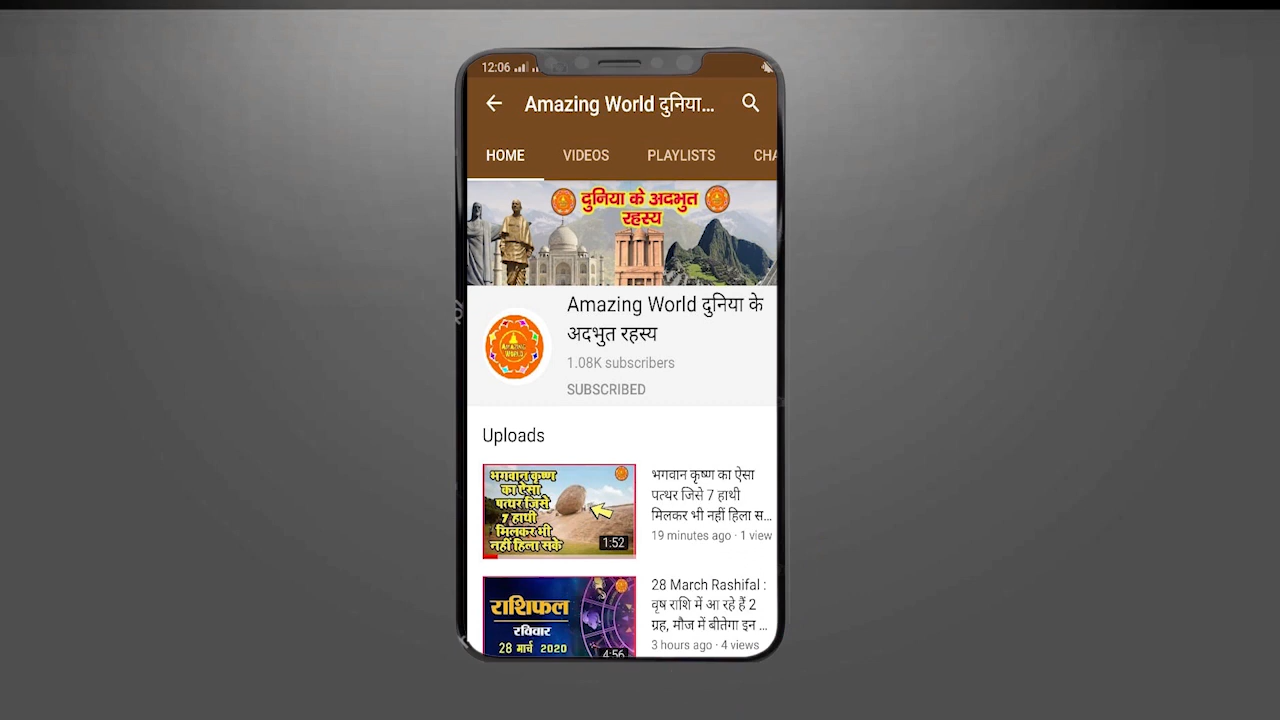 12:06
Amazing World दुनिया...
HOME VIDEOS PLAYLISTS CHA
दुनिया के अदभुत
रहस्य
Amazing World दुनिया के
अदभुत रहस्य
AMAZING
WORLD
1.08K subscribers
SUBSCRIBED
Uploads
भगवान कृष्ण
का ऐसा
पत्थर जिसे
7 हाथी
मिलकर भी
नहीं हिला सके
1:52
भगवान कृष्ण का ऐसा
पत्थर जिसे 7 हाथी
मिलकर भी नहीं हिला स...
19 minutes ago · 1 view
राशिफल
रविवार
28 मार्च 2020
4:56
28 March Rashifal :
वृष राशि में आ रहे हैं 2
ग्रह, मौज में बीतेगा इन ...
3 hours ago · 4 views